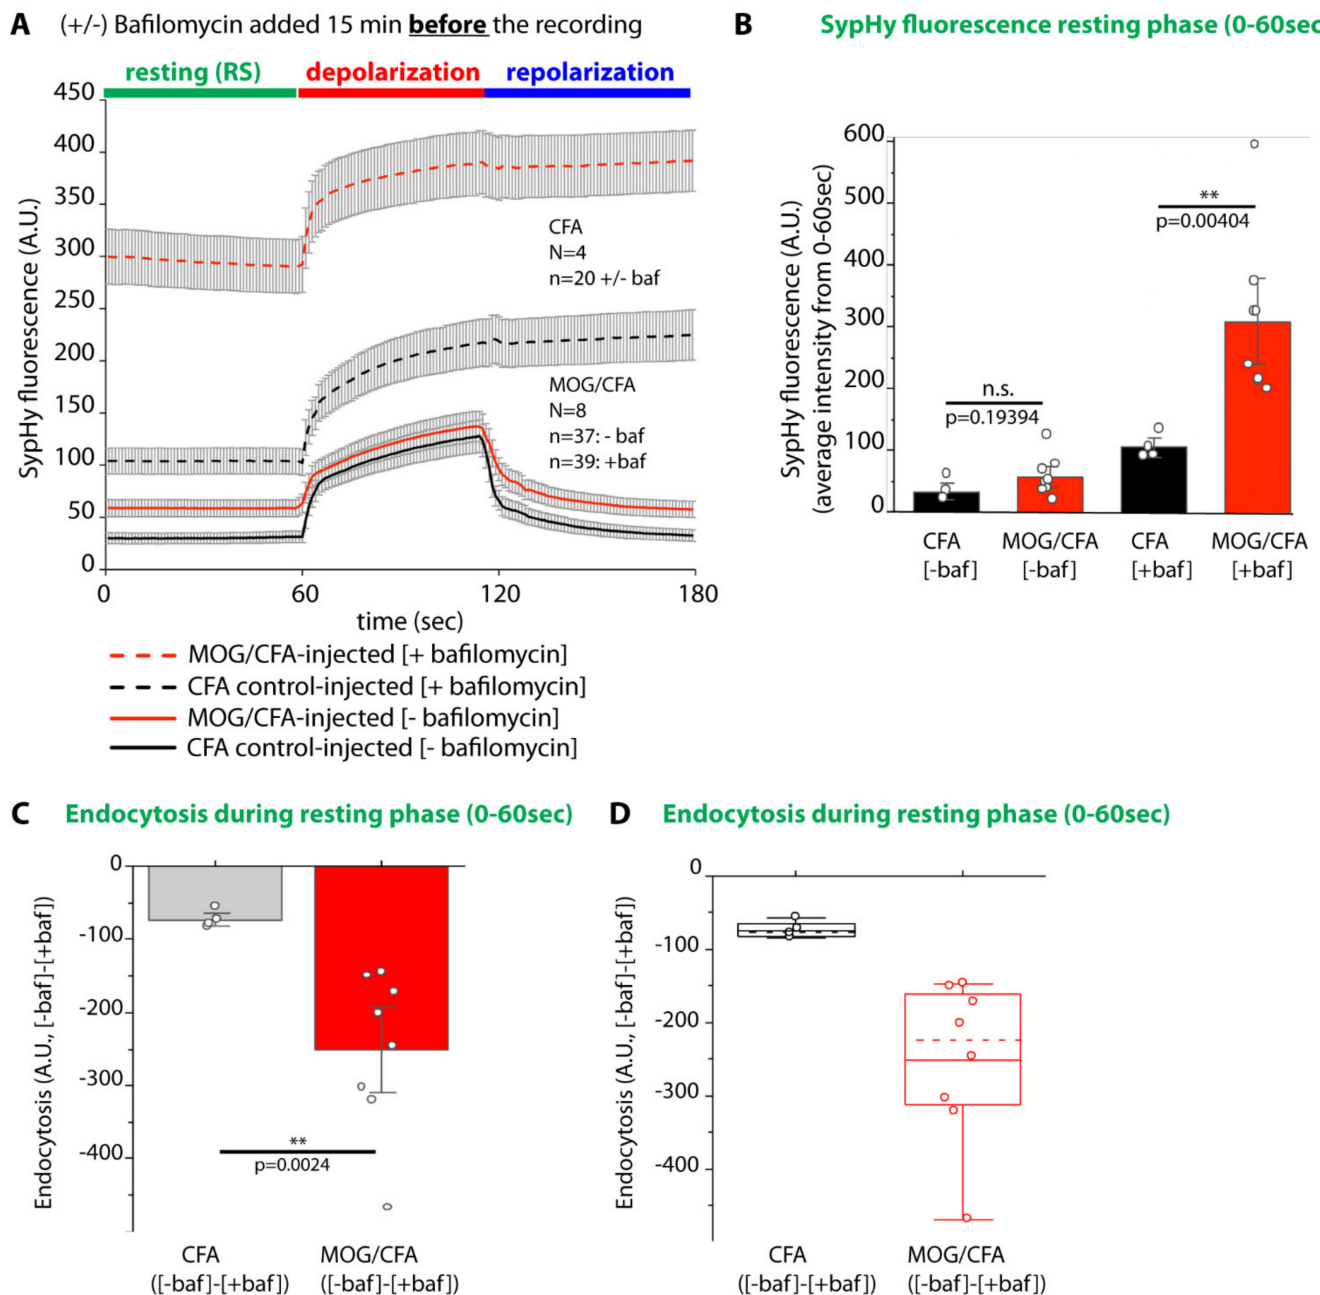 A (+/-) Bafilomycin added 15 min before the recording
resting (RS) depolarization repolarization
SypHy fluorescence (A.U.)
450
400
350
300
250
200
150
100
50
0
CFA
N=4
n=20 +/- baf
MOG/CFA
N=8
n=37: - baf
n=39: +baf
0 60 120 180
time (sec)
MOG/CFA-injected [+ bafilomycin]
CFA control-injected [+ bafilomycin]
MOG/CFA-injected [- bafilomycin]
CFA control-injected [- bafilomycin]
B SypHy fluorescence resting phase (0-60sec
SypHy fluorescence (A.U.)
(average intensity from 0-60sec)
600
500
400
300
200
100
0
n.s.
p=0.19394
**
p=0.00404
CFA MOG/CFA CFA MOG/CFA
[-baf] [-baf] [+baf] [+baf]
C Endocytosis during resting phase (0-60sec)
Endocytosis (A.U., [-baf]-[+baf])
0
-100
-200
-300
-400
**
p=0.0024
CFA MOG/CFA
([-baf]-[+baf]) ([-baf]-[+baf])
D Endocytosis during resting phase (0-60sec)
Endocytosis (A.U., [-baf]-[+baf])
0
-100
-200
-300
-400
CFA MOG/CFA
([-baf]-[+baf]) ([-baf]-[+baf])